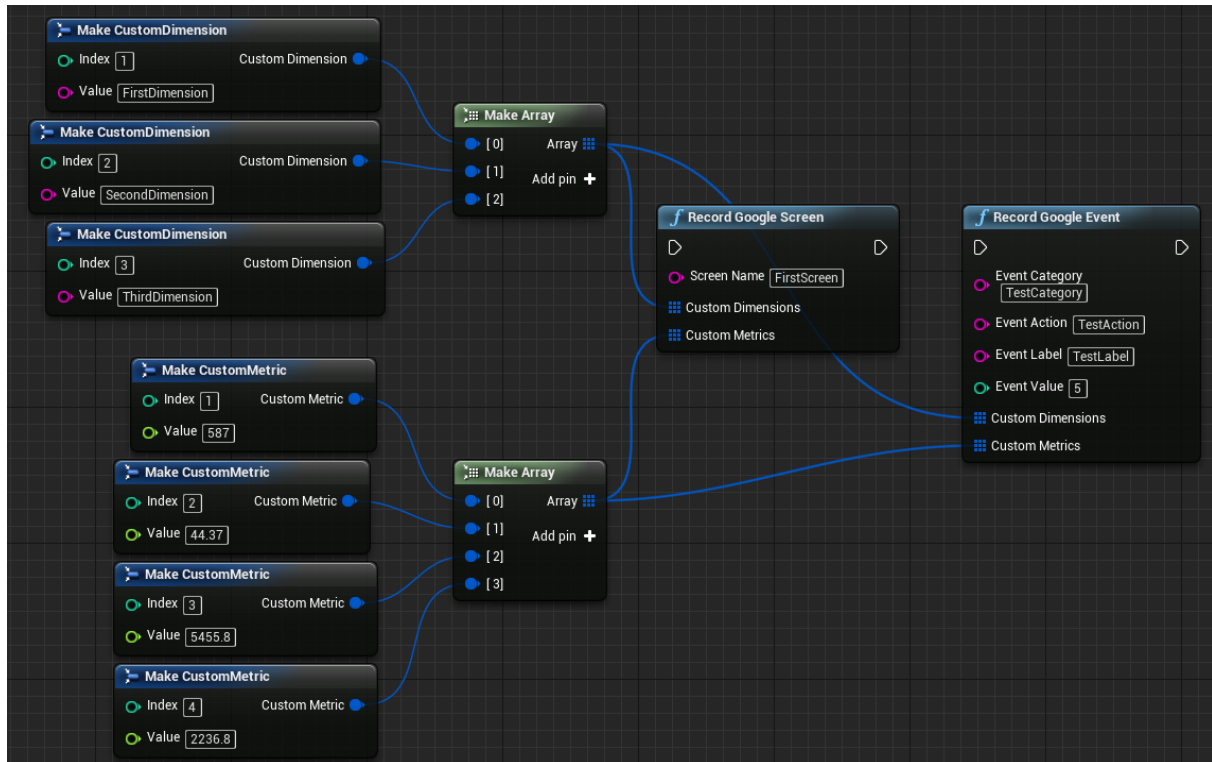 Make CustomDimension
Index 1 Custom Dimension
Value FirstDimension
Make CustomDimension
Index 2 Custom Dimension
Value SecondDimension
Make CustomDimension
Index 3 Custom Dimension
Value ThirdDimension
Make Array
[0] Array
[1] Add pin +
[2]
Record Google Screen
Screen Name FirstScreen
Custom Dimensions
Custom Metrics
Record Google Event
Event Category
TestCategory
Event Action TestAction
Event Label TestLabel
Event Value 5
Custom Dimensions
Custom Metrics
Make CustomMetric
Index 1 Custom Metric
Value 587
Make CustomMetric
Index 2 Custom Metric
Value 44.37
Make CustomMetric
Index 3 Custom Metric
Value 5455.8
Make CustomMetric
Index 4 Custom Metric
Value 2236.8
Make Array
[0] Array
[1] Add pin +
[2]
[3]